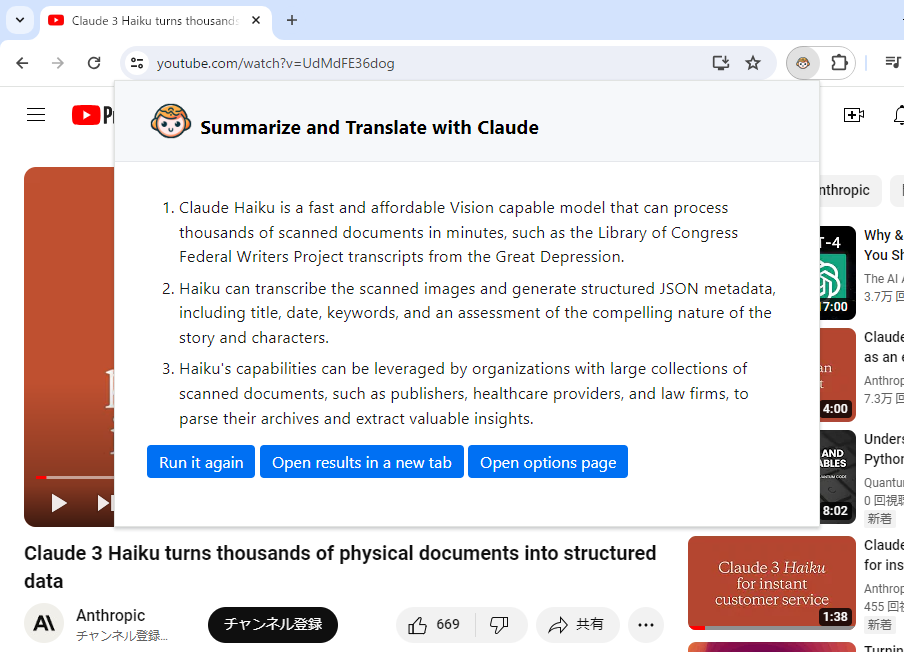 Claude 3 Haiku turns thousands
youtube.com/watch?v=UdMdFE36dog
Summarize and Translate with Claude
1. Claude Haiku is a fast and affordable Vision capable model that can process
thousands of scanned documents in minutes, such as the Library of Congress
Federal Writers Project transcripts from the Great Depression.
2. Haiku can transcribe the scanned images and generate structured JSON metadata,
including title, date, keywords, and an assessment of the compelling nature of the
story and characters.
3. Haiku's capabilities can be leveraged by organizations with large collections of
scanned documents, such as publishers, healthcare providers, and law firms, to
parse their archives and extract valuable insights.
Run it again
Open results in a new tab
Open options page
Claude 3 Haiku turns thousands of physical documents into structured
data
AI
Anthropic
チャンネル登録...
チャンネル登録
669
共有
nthropic
T-4
7:00
Why &
You Sh
The AI A
3.7万 回
4:00
Claude
as an e
Anthrop
7.3万 回
AND
ABLES
8:02
Unders
Python
Quantur
0 回視聴
新着
Claude 3 Haiku
for instant
customer service
1:38
Claude
for ins
Anthrop
455 回視
新着
Turning